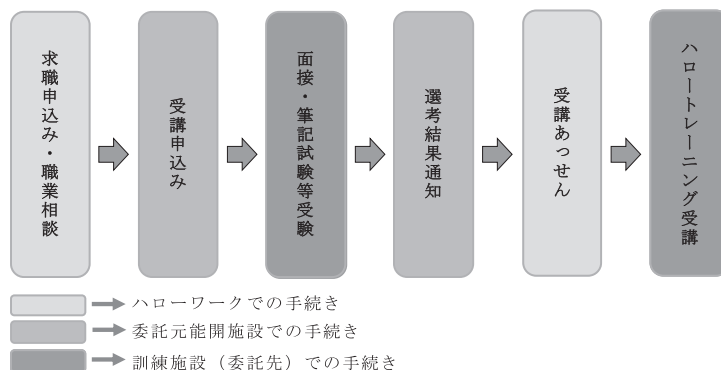 求職申込み・職業相談
受講申込み
面接・筆記試験等受験
選考結果通知
受講あっせん
ハロートレーニング受講
ハローワークでの手続き
委託元能開施設での手続き
訓練施設（委託先）での手続き